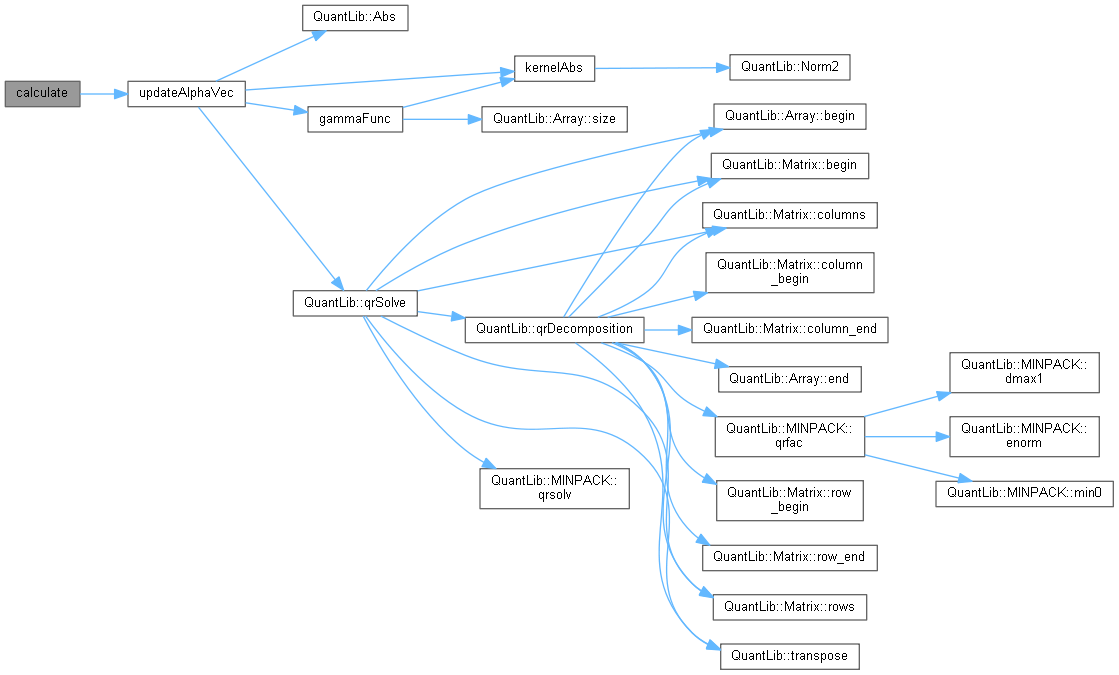 QuantLib::Abs
kernelAbs
QuantLib::Norm2
calculate
updateAlphaVec
gammaFunc
QuantLib::Array::size
QuantLib::Array::begin
QuantLib::Matrix::begin
QuantLib::Matrix::columns
QuantLib::Matrix::column
_begin
QuantLib::qrSolve
QuantLib::qrDecomposition
QuantLib::Matrix::column_end
QuantLib::Array::end
QuantLib::MINPACK::
dmax1
QuantLib::MINPACK::
qrfac
QuantLib::MINPACK::
enorm
QuantLib::MINPACK::min0
QuantLib::MINPACK::
qrsolv
QuantLib::Matrix::row
_begin
QuantLib::Matrix::row_end
QuantLib::Matrix::rows
QuantLib::transpose